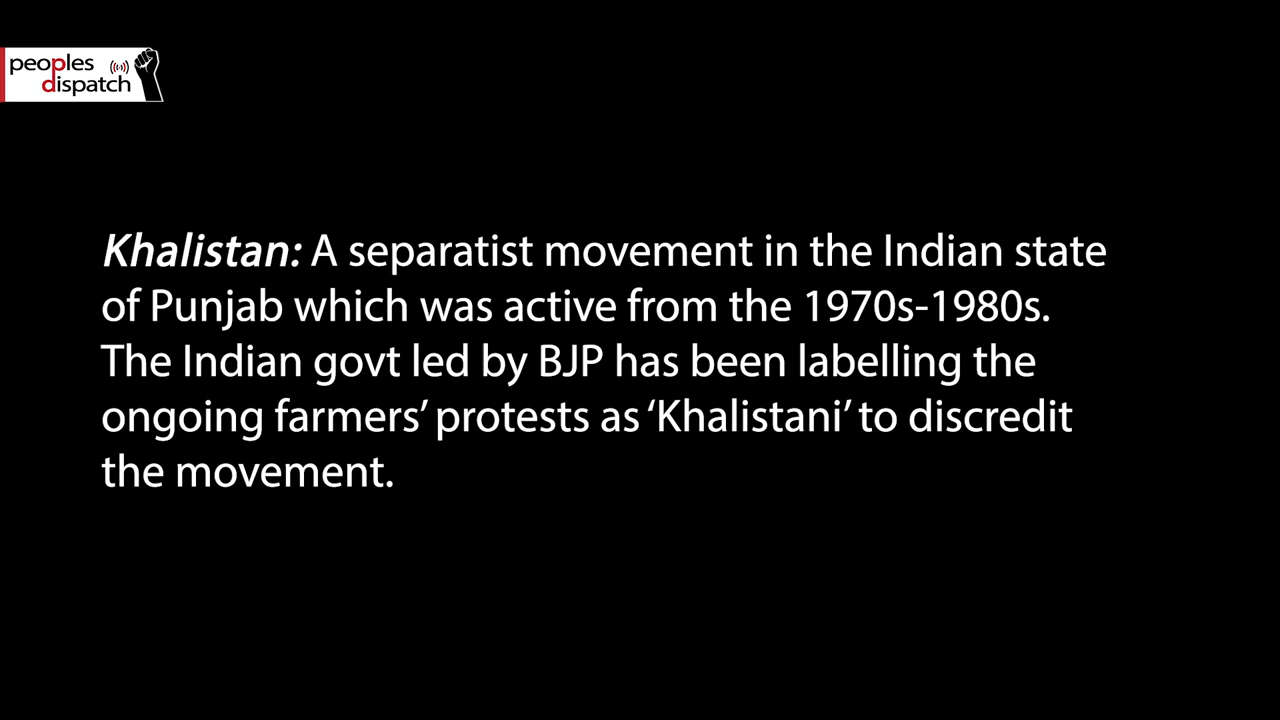 peoples
dispatch
Khalistan: A separatist movement in the Indian state
of Punjab which was active from the 1970s-1980s.
The Indian govt led by BJP has been labelling the
ongoing farmers’ protests as ‘Khalistani’ to discredit
the movement.